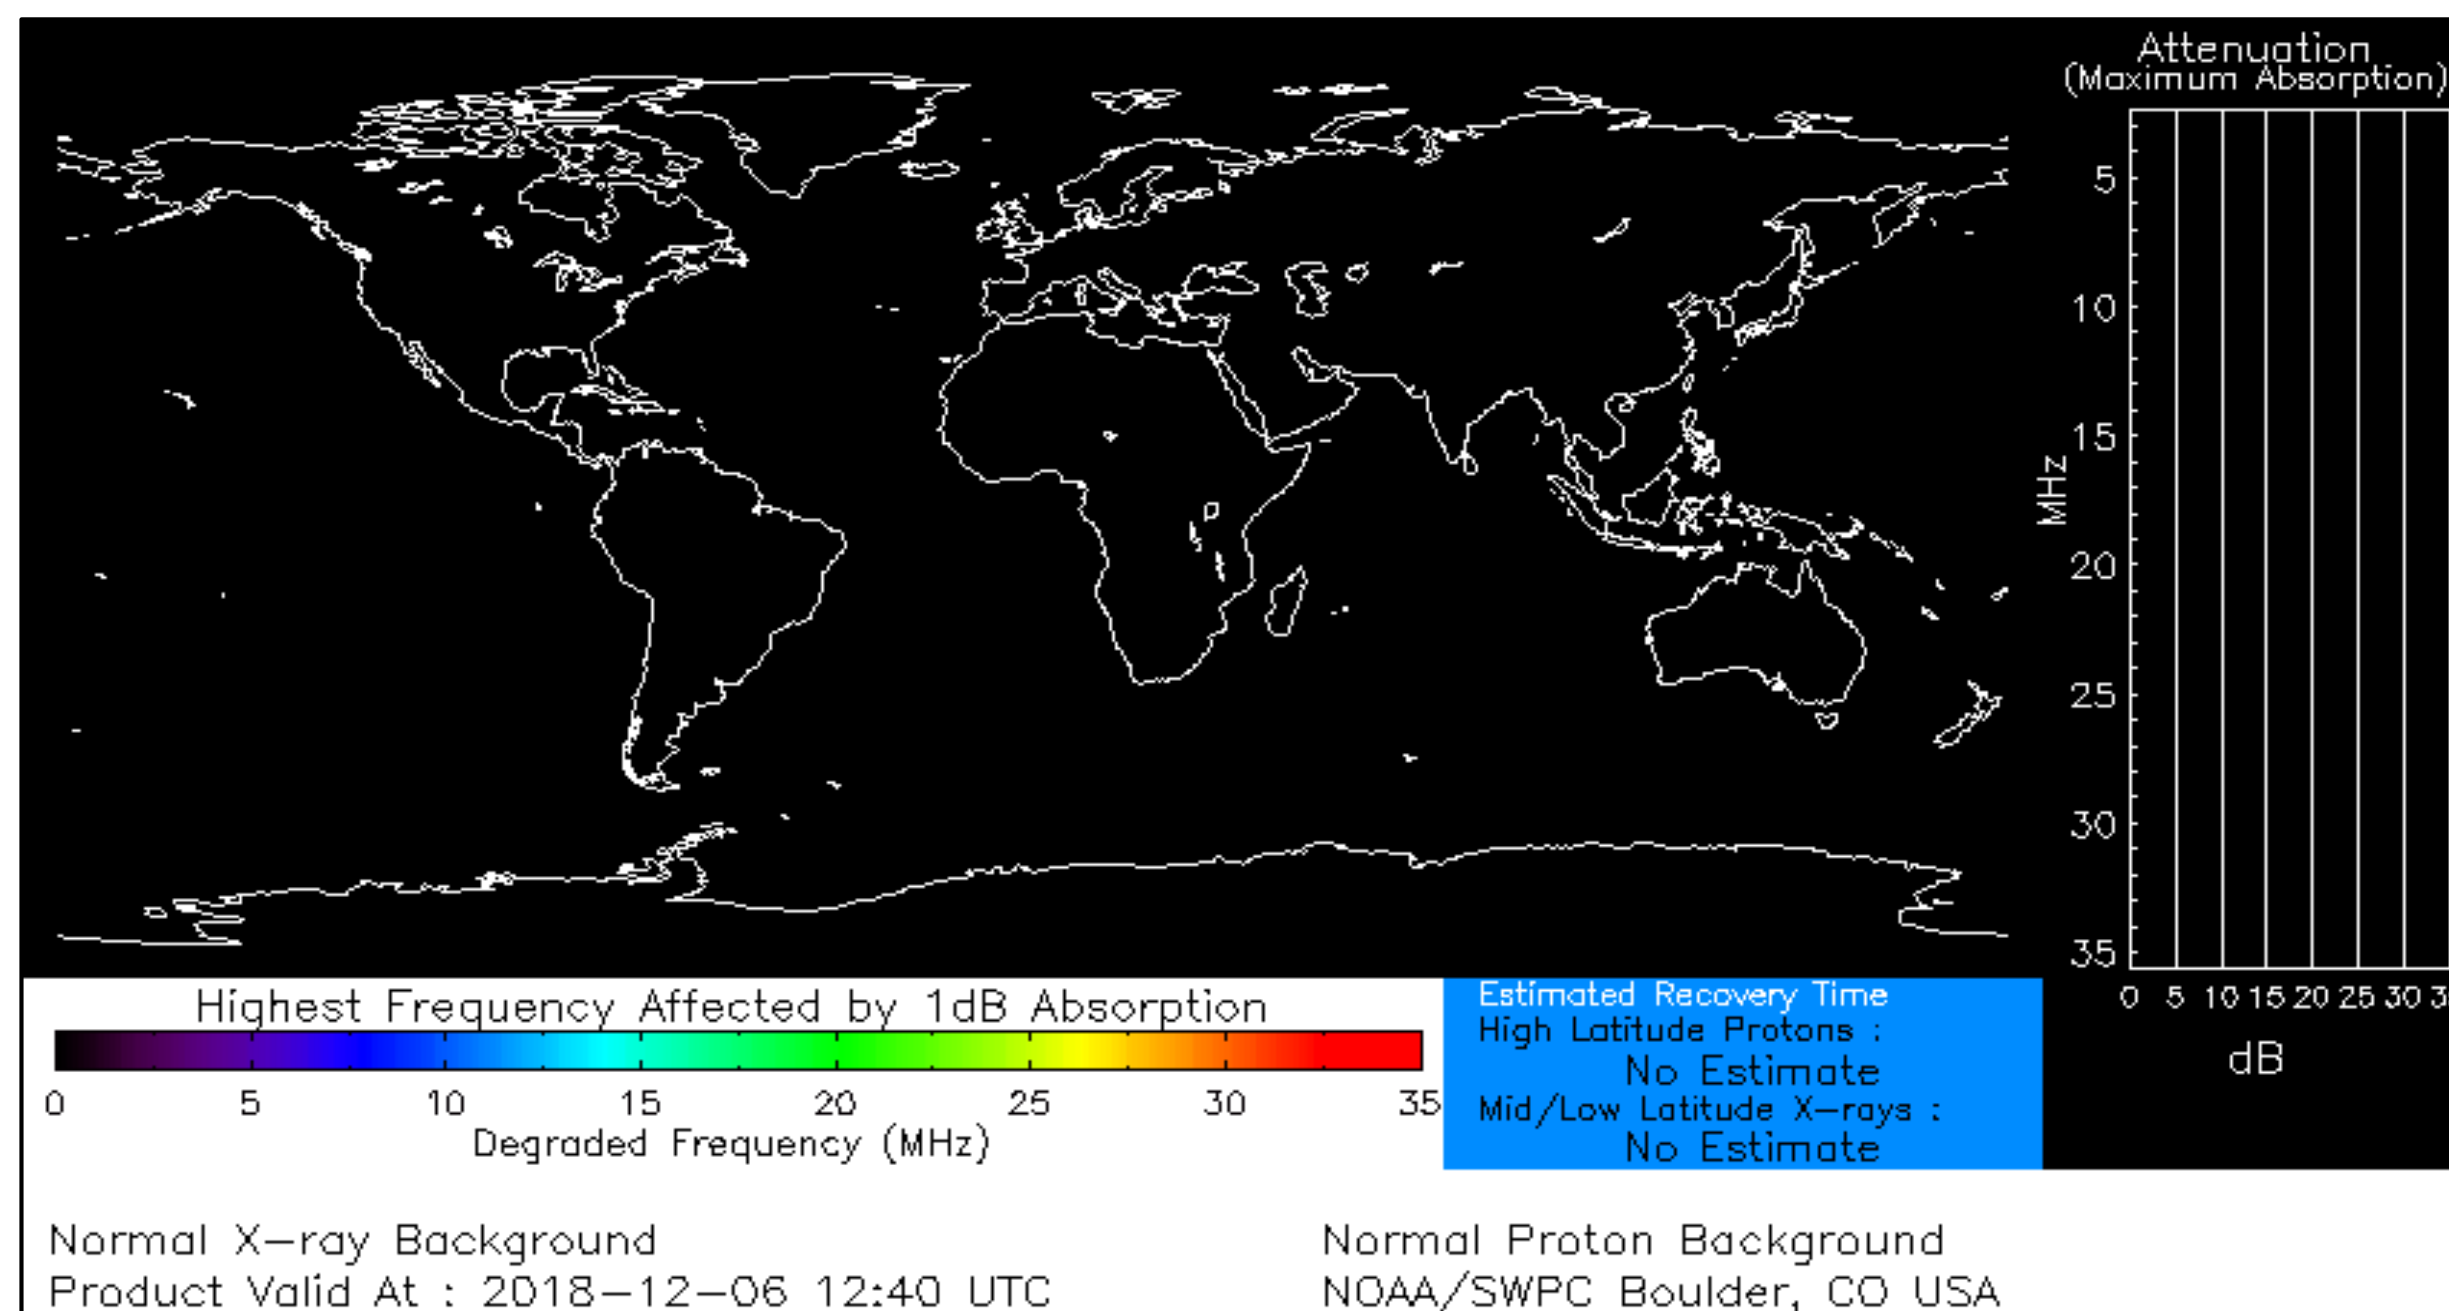 Attenuation
(Maximum Absorption)
5
10
15
20
25
30
35
MHz
0 5 10 15 20 25 30
dB
Highest Frequency Affected by 1dB Absorption
0 5 10 15 20 25 30 35
Degraded Frequency (MHz)
Estimated Recovery Time
High Latitude Protons :
No Estimate
Mid/Low Latitude X-rays :
No Estimate
Normal X-ray Background
Normal Proton Background
Product Valid At : 2018-12-06 12:40 UTC
NOAA/SWPC Boulder, CO USA